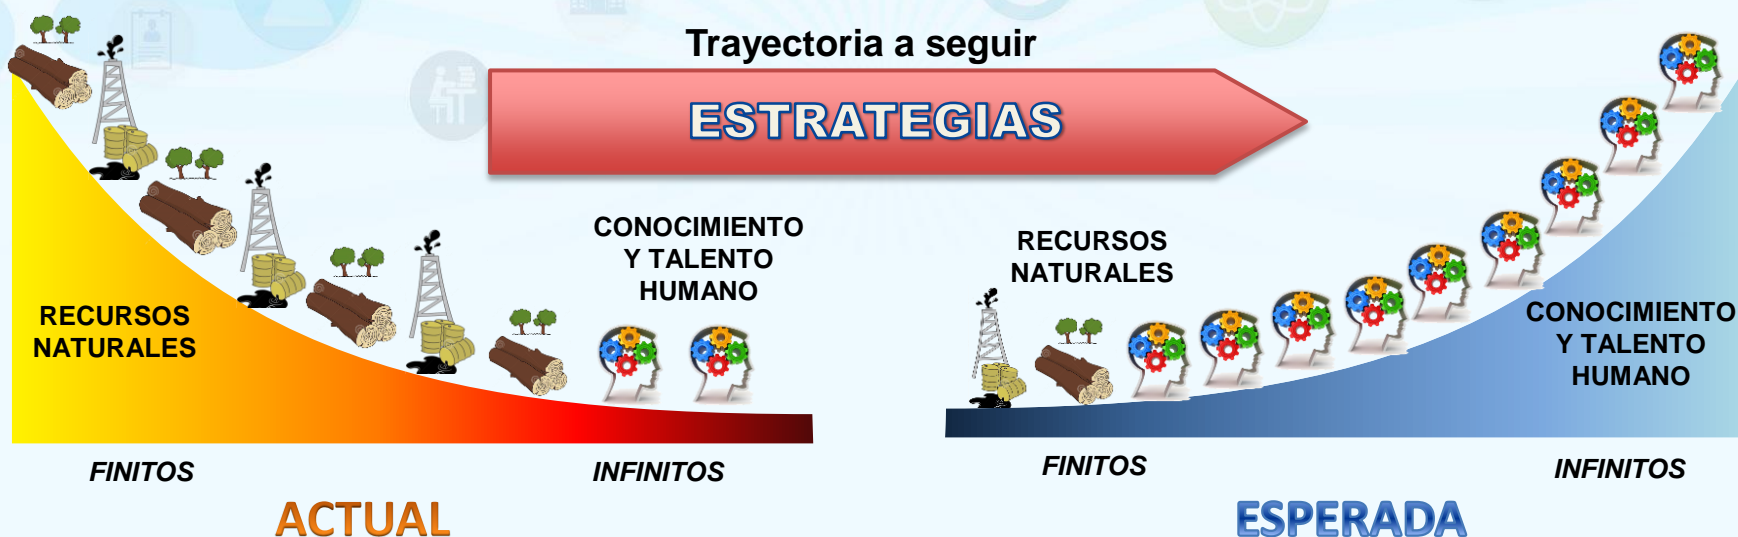 Trayectoria a seguir
ESTRATEGIAS
RECURSOS
NATURALES
CONOCIMIENTO
Y TALENTO
HUMANO
FINITOS
INFINITOS
ACTUAL
RECURSOS
NATURALES
CONOCIMIENTO
Y TALENTO
HUMANO
FINITOS
INFINITOS
ESPERADA